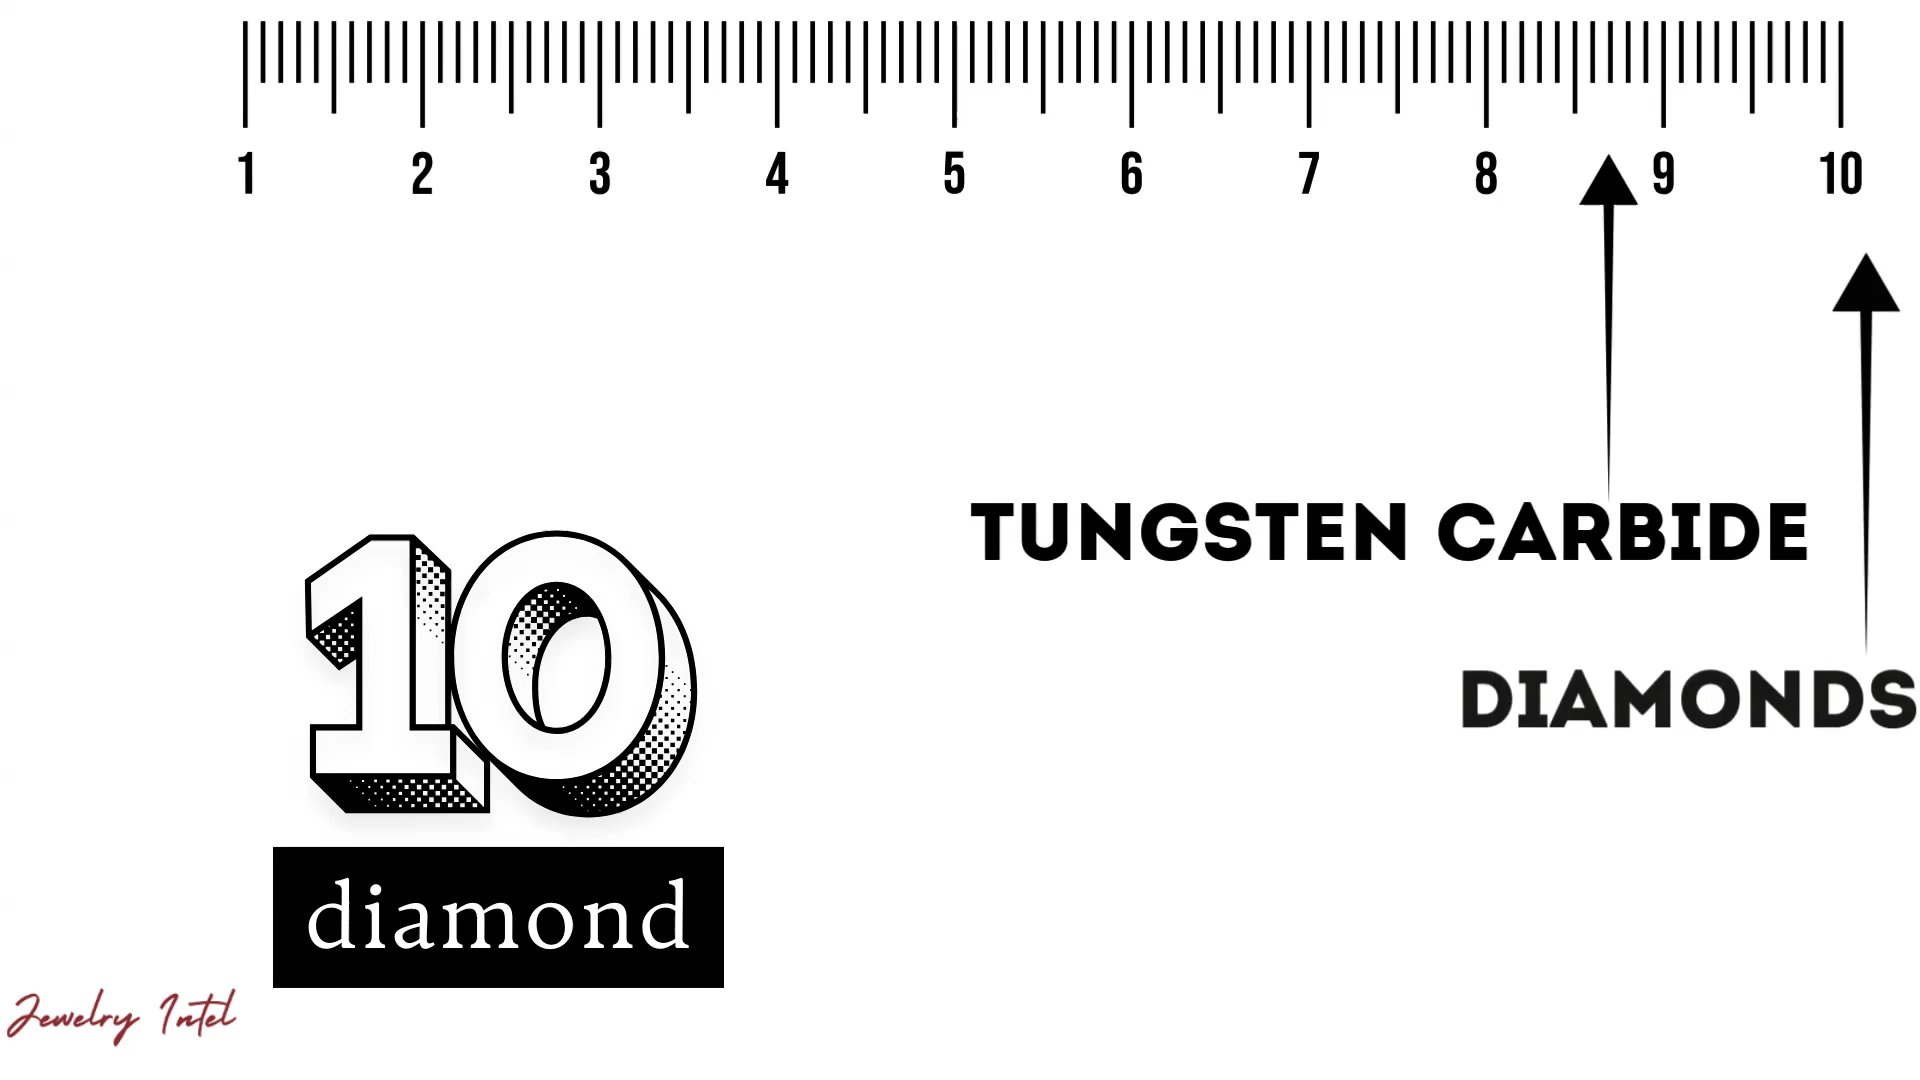 1 2 3 4 5 6 7 8 9 10
TUNGSTEN CARBIDE
DIAMONDS
10
diamond
Jewelry Intel